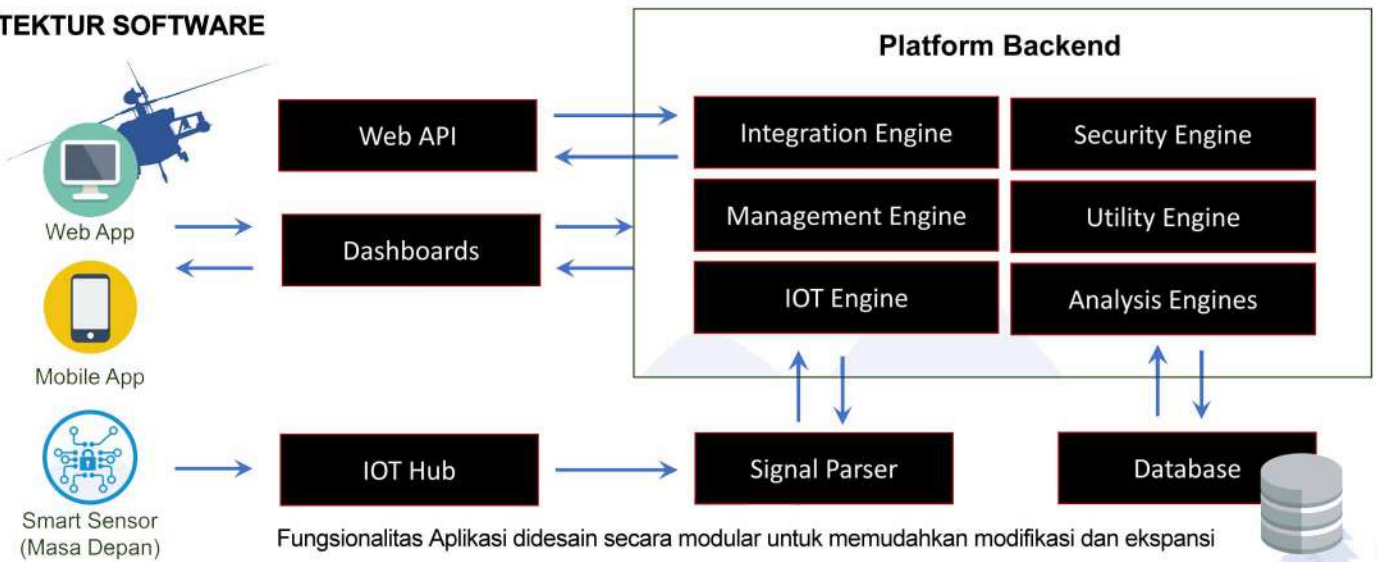 TEKTUR SOFTWARE
Platform Backend
Web API
Integration Engine
Security Engine
Web App
Dashboards
Management Engine
Utility Engine
IOT Engine
Analysis Engines
Mobile App
IOT Hub
Signal Parser
Database
Smart Sensor
(Masa Depan)
Fungsionalitas Aplikasi didesain secara modular untuk memudahkan modifikasi dan ekspansi